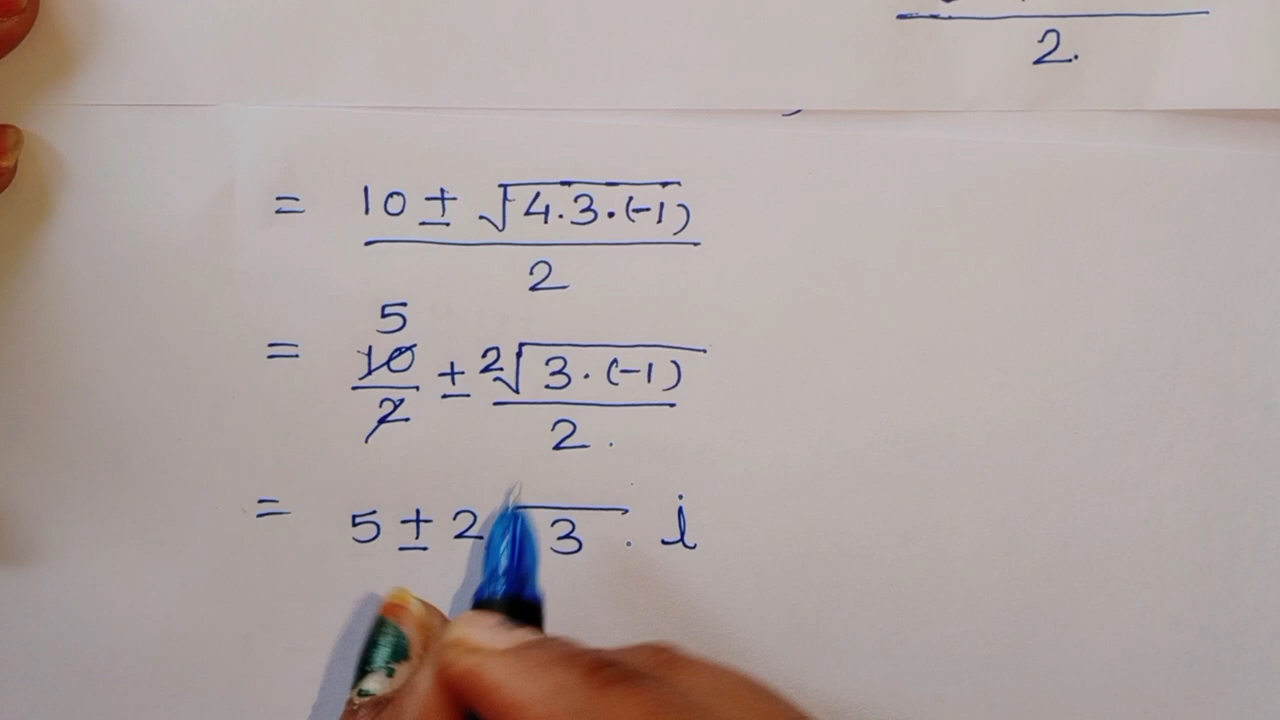 2.
= 10 ± √4.3.(-1)
2
5
= 10/2 ± 2√3.(-1)
2.
= 5 ± 2 3 . i